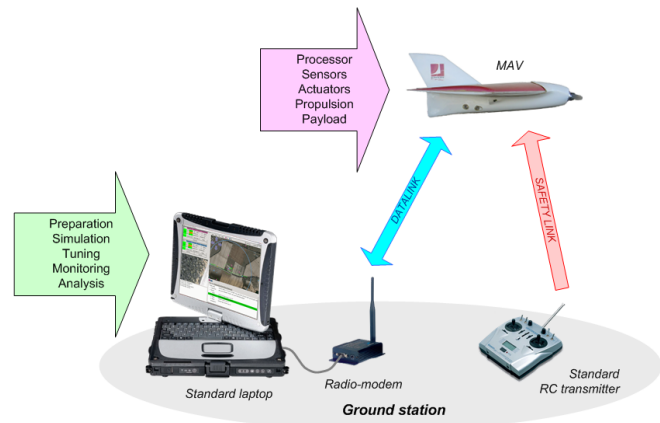 Processor
Sensors
Actuators
Propulsion
Payload
MAV
Preparation
Simulation
Tuning
Monitoring
Analysis
DATALINK
SAFETY LINK
Standard laptop
Radio-modem
Standard
RC transmitter
Ground station